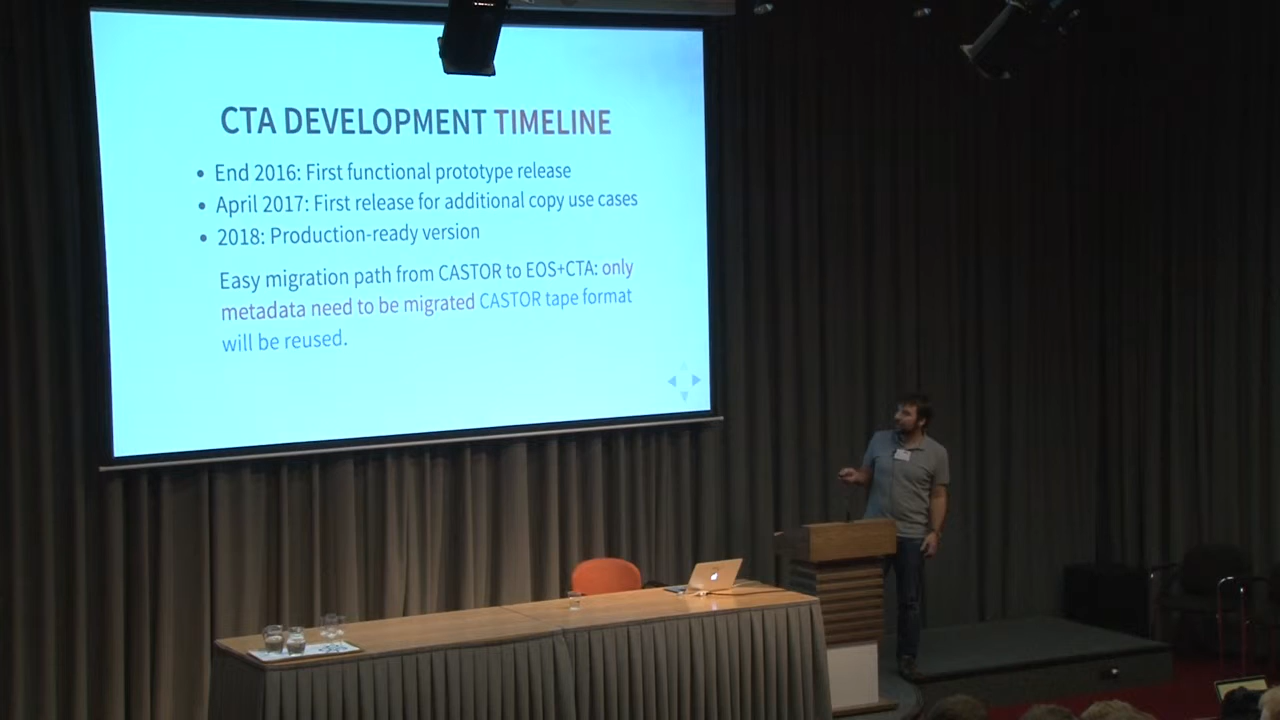 CTA DEVELOPMENT TIMELINE
• End 2016: First functional prototype release
• April 2017: First release for additional copy use cases
• 2018: Production-ready version
Easy migration path from CASTOR to EOS+CTA: only
metadata need to be migrated CASTOR tape format
will be reused.